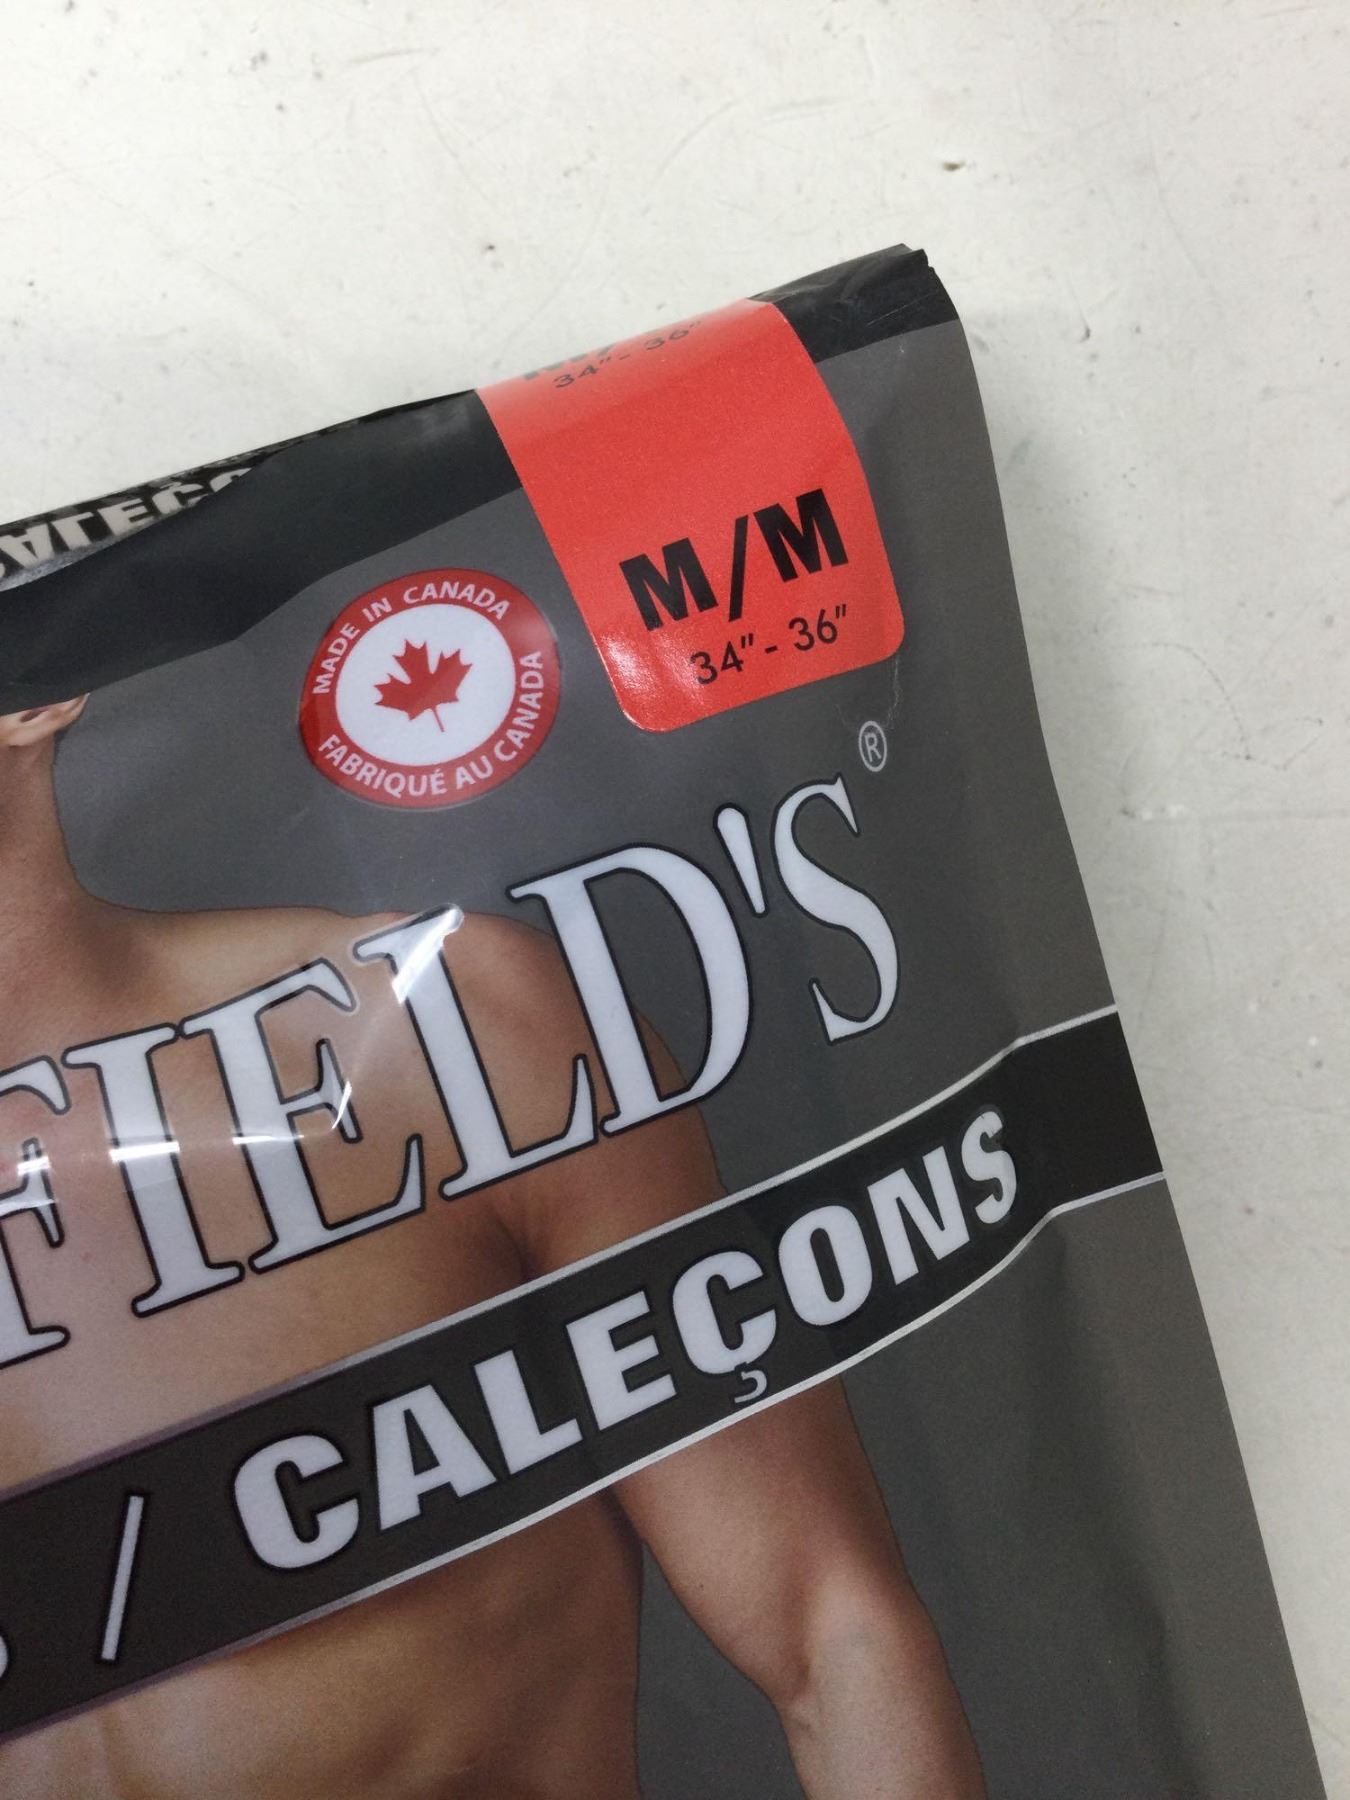 34"- 36"
M/M
34"- 36"
MADE IN CANADA
FABRIQUÉ AU CANADA
FIELD'S®
/ CALEÇONS